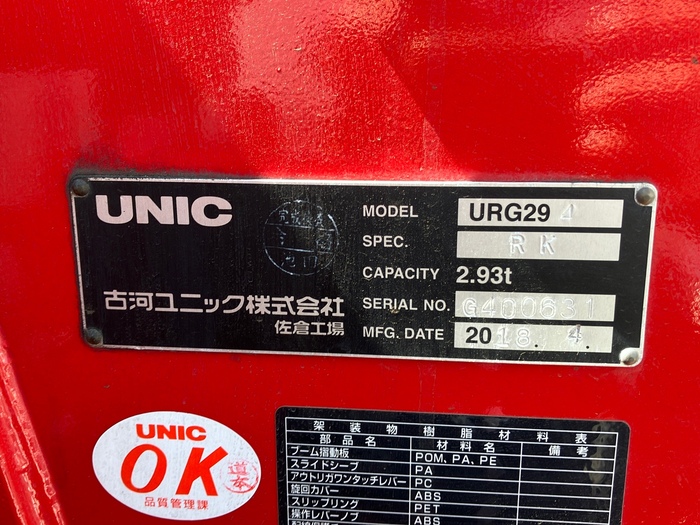 UNIC
MODEL URG29 4
SPEC. RK
CAPACITY 2.93t
古河ユニック株式会社
佐倉工場
SERIAL NO. G400631
MFG. DATE 2018. 4.
UNIC
OK
道本
品質管理課
架装物樹脂材料表
部品名 材料名 備考
ブーム摺動板 POM, PA, PE
スライドシーブ PA
アウトリガワンタッチレバー PC
旋回カバー ABS
スリップリング PET
操作レバーノブ ABS